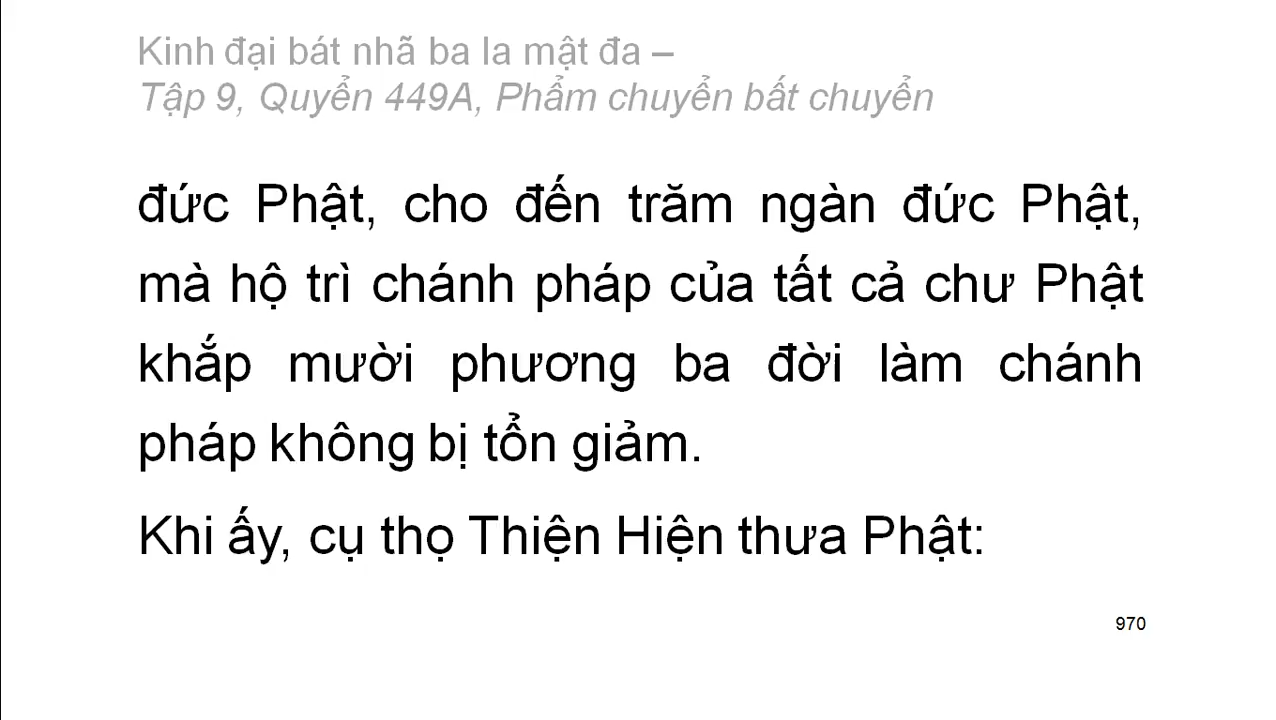 Kinh đại bát nhã ba la mật đa –
Tập 9, Quyển 449A, Phẩm chuyển bất chuyển
đức Phật, cho đến trăm ngàn đức Phật,
mà hộ trì chánh pháp của tất cả chư Phật
khắp mười phương ba đời làm chánh
pháp không bị tổn giảm.
Khi ấy, cụ thọ Thiện Hiện thưa Phật:
970